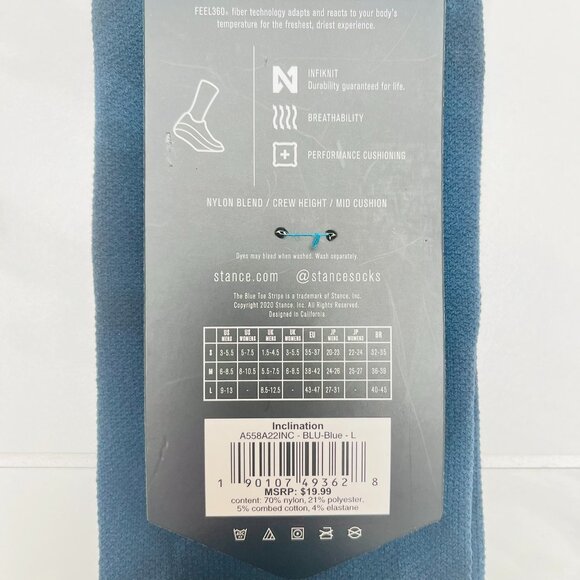 FEEL360® fiber technology adapts and reacts to your body's
temperature for the freshest, driest experience.
INFIKNIT
Durability guaranteed for life.
BREATHABILITY
PERFORMANCE CUSHIONING
NYLON BLEND / CREW HEIGHT / MID CUSHION
Dyes may bleed when washed. Wash separately.
stance.com @stancesocks
The Blue Toe Stripe is a trademark of Stance, Inc.
Copyright 2020 Stance, Inc. All Rights Reserved.
Designed in California
US MENS US WOMENS UK MENS UK WOMENS EU JP MENS JP WOMENS BR
S 3-5.5 5-7.5 1.5-4.5 3-5.5 35-37 20-23 22-24 32-35
M 6-8.5 8-10.5 5.5-7.5 6-8.5 38-42 24-26 25-27 36-39
L 9-13 - 8.5-12.5 - 43-47 27-31 - 40-45
Inclination
A558A22INC - BLU-Blue - L
1 90107 49362 8
MSRP: $19.99
content: 70% nylon, 21% polyester,
5% combed cotton, 4% elastane